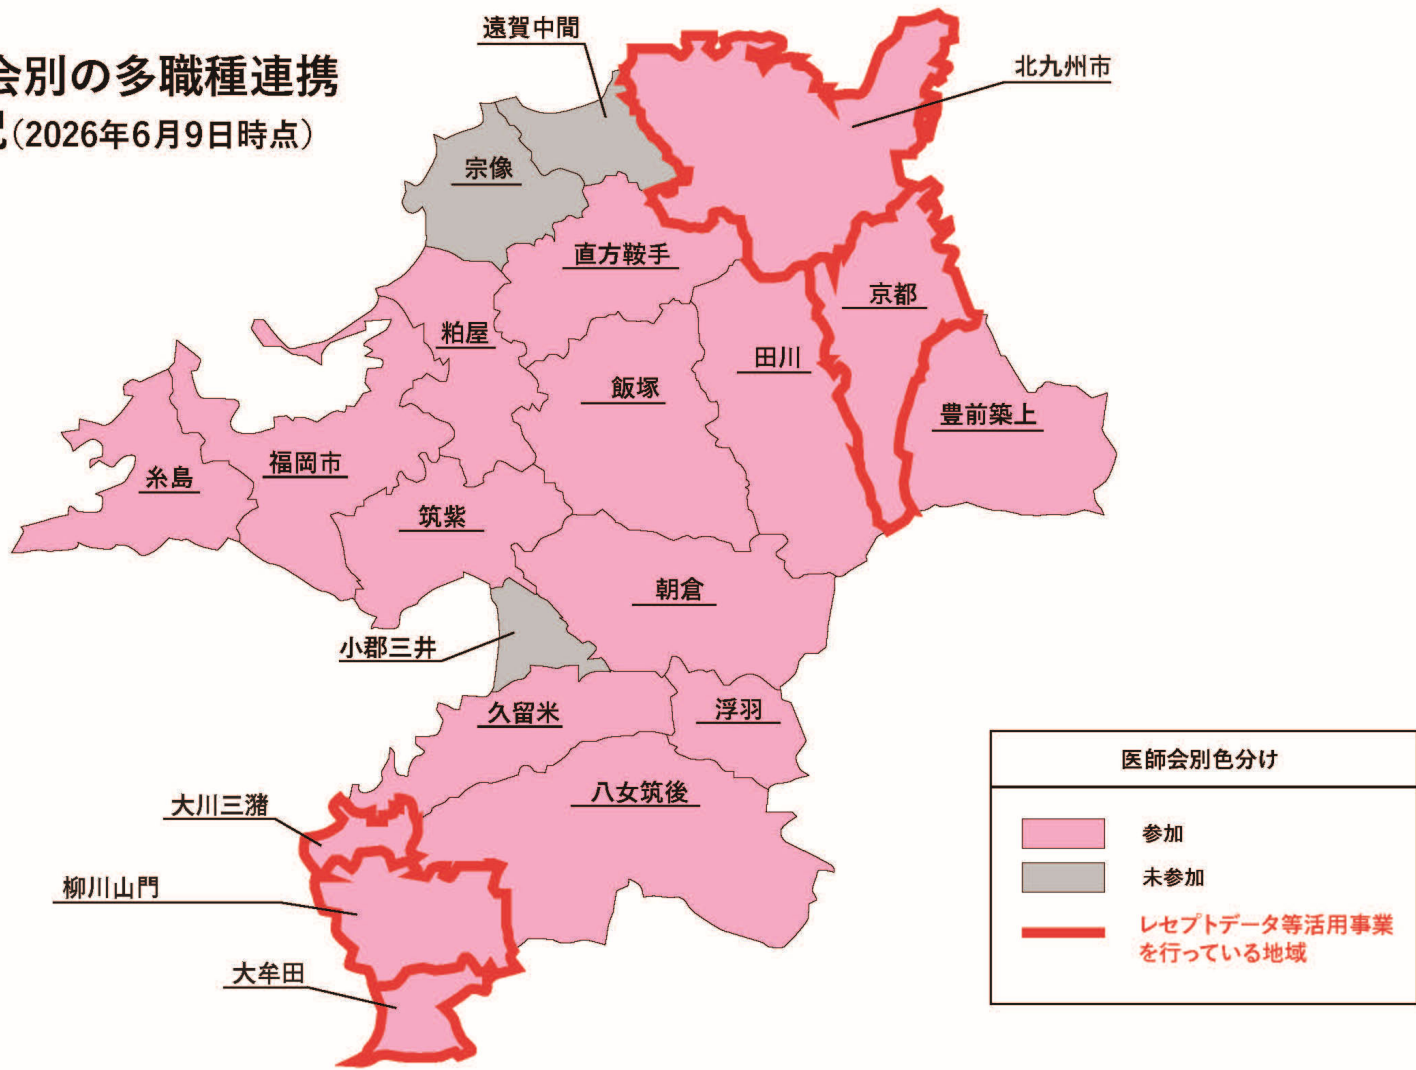 会別の多職種連携
況(2026年6月9日時点)
遠賀中間
北九州市
宗像
直方鞍手
京都
粕屋
田川
飯塚
豊前築上
福岡市
糸島
筑紫
朝倉
小郡三井
久留米
浮羽
八女筑後
大川三潴
柳川山門
大牟田
医師会別色分け
参加
未参加
レセプトデータ等活用事業
を行っている地域